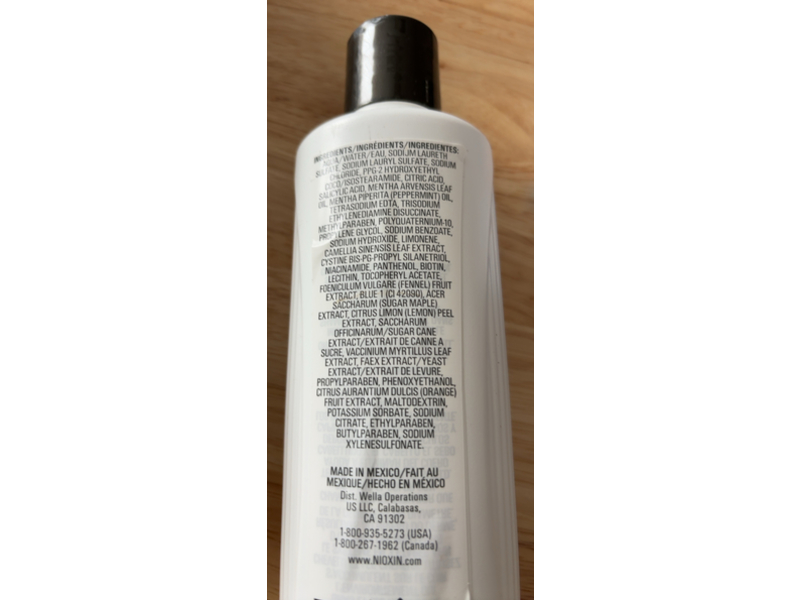 INGREDIENTS/INGRÉDIENTS/INGREDIENTES:
AQUA/WATER/EAU, SODIUM LAURETH
SULFATE, SODIUM LAURYL SULFATE, SODIUM
CHLORIDE, PPG-2 HYDROXYETHYL
COCO/ISOSTEARAMIDE, CITRIC ACID,
SALICYLIC ACID, MENTHA ARVENSIS LEAF
OIL, MENTHA PIPERITA (PEPPERMINT) OIL,
TETRASODIUM EDTA, TRISODIUM
ETHYLENEDIAMINE DISUCCINATE,
METHYLPARABEN, POLYQUATERNIUM-10,
PROPYLENE GLYCOL, SODIUM BENZOATE,
SODIUM HYDROXIDE, LIMONENE,
CAMELLIA SINENSIS LEAF EXTRACT,
CYSTINE BIS-PG-PROPYL SILANETRIOL,
NIACINAMIDE, PANTHENOL, BIOTIN,
LECITHIN, TOCOPHERYL ACETATE,
FOENICULUM VULGARE (FENNEL) FRUIT
EXTRACT, BLUE 1 (CI 42090), ACER
SACCHARUM (SUGAR MAPLE)
EXTRACT, CITRUS LIMON (LEMON) PEEL
EXTRACT, SACCHARUM
OFFICINARUM/SUGAR CANE
EXTRACT/EXTRAIT DE CANNE A
SUCRE, VACCINIUM MYRTILLUS LEAF
EXTRACT, FAEX EXTRACT/YEAST
EXTRACT/EXTRAIT DE LEVURE,
PROPYLPARABEN, PHENOXYETHANOL,
CITRUS AURANTIUM DULCIS (ORANGE)
FRUIT EXTRACT, MALTODEXTRIN,
POTASSIUM SORBATE, SODIUM
CITRATE, ETHYLPARABEN,
BUTYLPARABEN, SODIUM
XYLENESULFONATE.
MADE IN MEXICO/FAIT AU
MEXIQUE/HECHO EN MÉXICO
Dist. Wella Operations
US LLC, Calabasas,
CA 91302
1-800-935-5273 (USA)
1-800-267-1962 (Canada)
www.NIOXIN.com